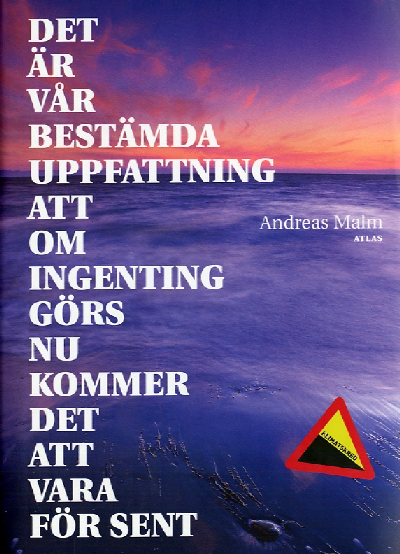 DET
ÄR
VÅR
BESTÄMDA
UPPFATTNING
ATT
OM
INGENTING
GÖRS
NU
KOMMER
DET
ATT
VARA
FÖR SENT
Andreas Malm
ATLAS
KLIMATFÄRED